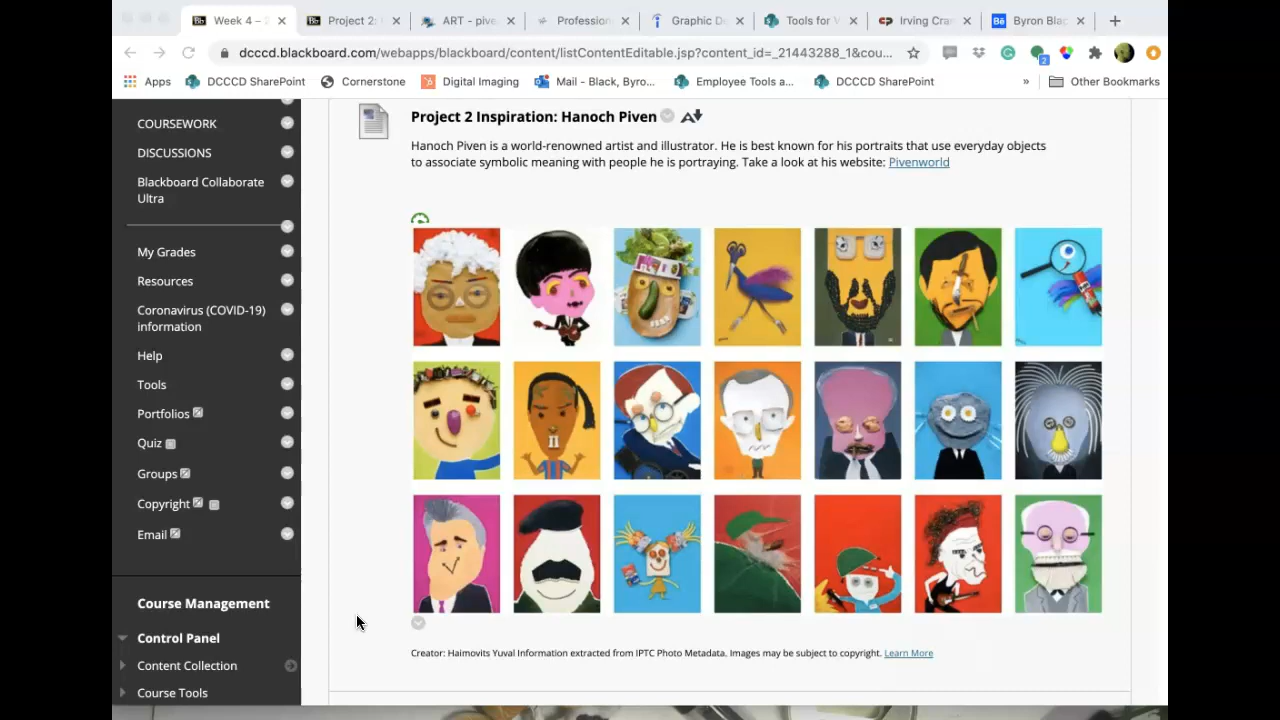 Week 4 –
Project 2:
ART - pive
Profession
Graphic D
Tools for V
Irving Cra
Byron Blac
dcccd.blackboard.com/webapps/blackboard/content/listContentEditable.jsp?content_id=_21443288_1&cou...
2
Apps
DCCCD SharePoint
Cornerstone
Digital Imaging
Mail - Black, Byro...
Employee Tools a...
DCCCD SharePoint
»
Other Bookmarks
COURSEWORK
DISCUSSIONS
Blackboard Collaborate
Ultra
My Grades
Resources
Coronavirus (COVID-19)
information
Help
Tools
Portfolios
Quiz
Groups
Copyright
Email
Course Management
Control Panel
Content Collection
Course Tools
Project 2 Inspiration: Hanoch Piven
Hanoch Piven is a world-renowned artist and illustrator. He is best known for his portraits that use everyday objects
to associate symbolic meaning with people he is portraying. Take a look at his website: Pivenworld
Creator: Haimovits Yuval Information extracted from IPTC Photo Metadata. Images may be subject to copyright. Learn More